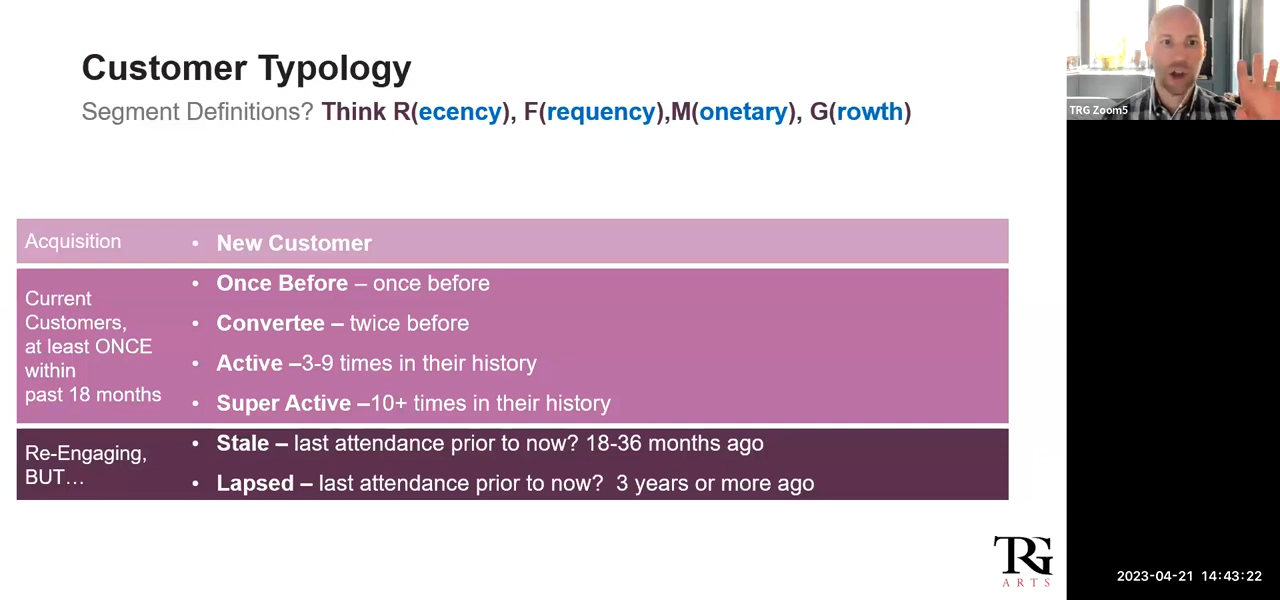 Customer Typology
Segment Definitions? Think R(ecency), F(requency),M(onetary), G(rowth)
TRG Zoom5
Acquisition
• New Customer
Current
Customers,
at least ONCE
within
past 18 months
• Once Before – once before
• Convertee – twice before
• Active –3-9 times in their history
• Super Active –10+ times in their history
Re-Engaging,
BUT…
• Stale – last attendance prior to now? 18-36 months ago
• Lapsed – last attendance prior to now?  3 years or more ago
TRG
ARTS
2023-04-21 14:43:22